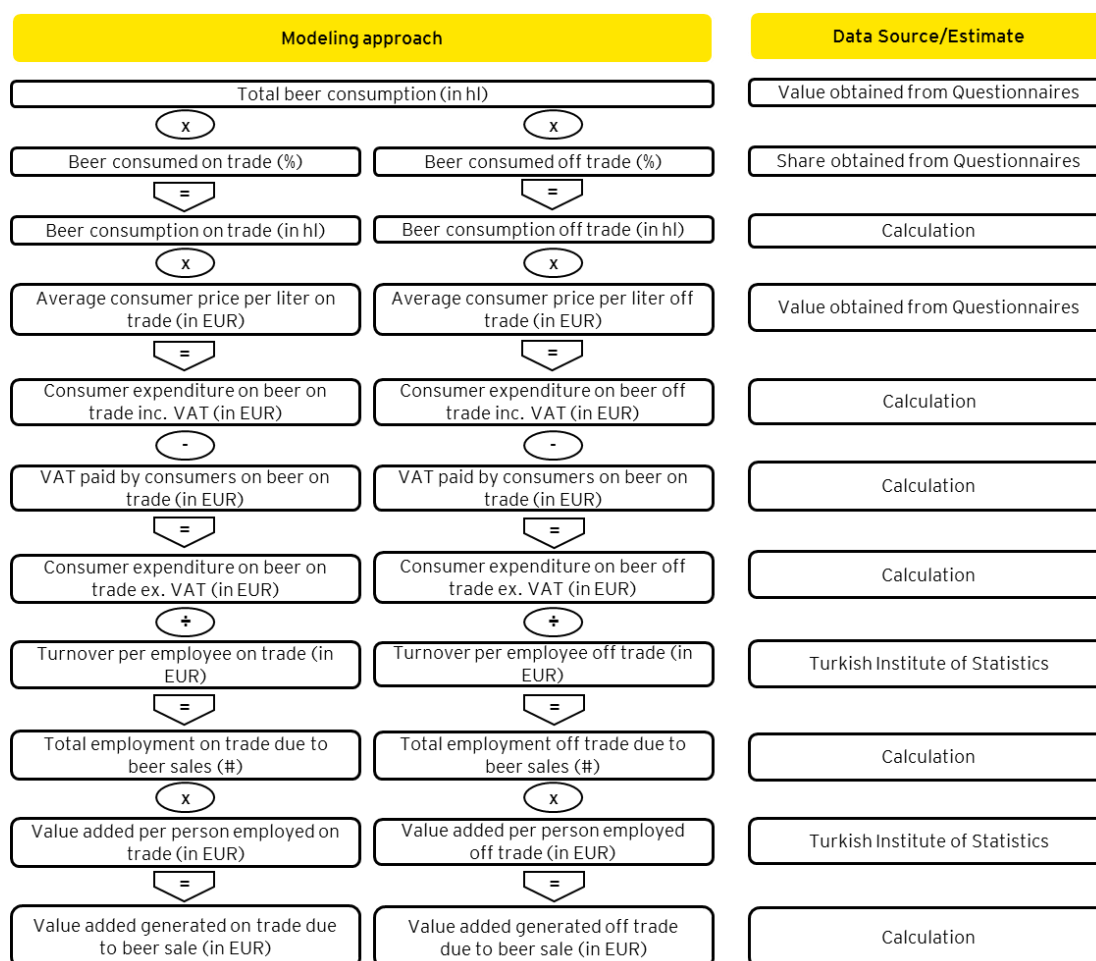 Modeling approach
Data Source/Estimate
Total beer consumption (in hl)
Value obtained from Questionnaires
x
x
Beer consumed on trade (%)
Beer consumed off trade (%)
Share obtained from Questionnaires
=
=
Beer consumption on trade (in hl)
Beer consumption off trade (in hl)
Calculation
x
x
Average consumer price per liter on
trade (in EUR)
Average consumer price per liter off
trade (in EUR)
Value obtained from Questionnaires
=
=
Consumer expenditure on beer on
trade inc. VAT (in EUR)
Consumer expenditure on beer off
trade inc. VAT (in EUR)
Calculation
-
-
VAT paid by consumers on beer on
trade (in EUR)
VAT paid by consumers on beer on
trade (in EUR)
Calculation
=
=
Consumer expenditure on beer on
trade ex. VAT (in EUR)
Consumer expenditure on beer off
trade ex. VAT (in EUR)
Calculation
÷
÷
Turnover per employee on trade (in
EUR)
Turnover per employee off trade (in
EUR)
Turkish Institute of Statistics
=
=
Total employment on trade due to
beer sales (#)
Total employment off trade due to
beer sales (#)
Calculation
x
x
Value added per person employed on
trade (in EUR)
Value added per person employed
off trade (in EUR)
Turkish Institute of Statistics
=
=
Value added generated on trade due
to beer sale (in EUR)
Value added generated off trade
due to beer sale (in EUR)
Calculation